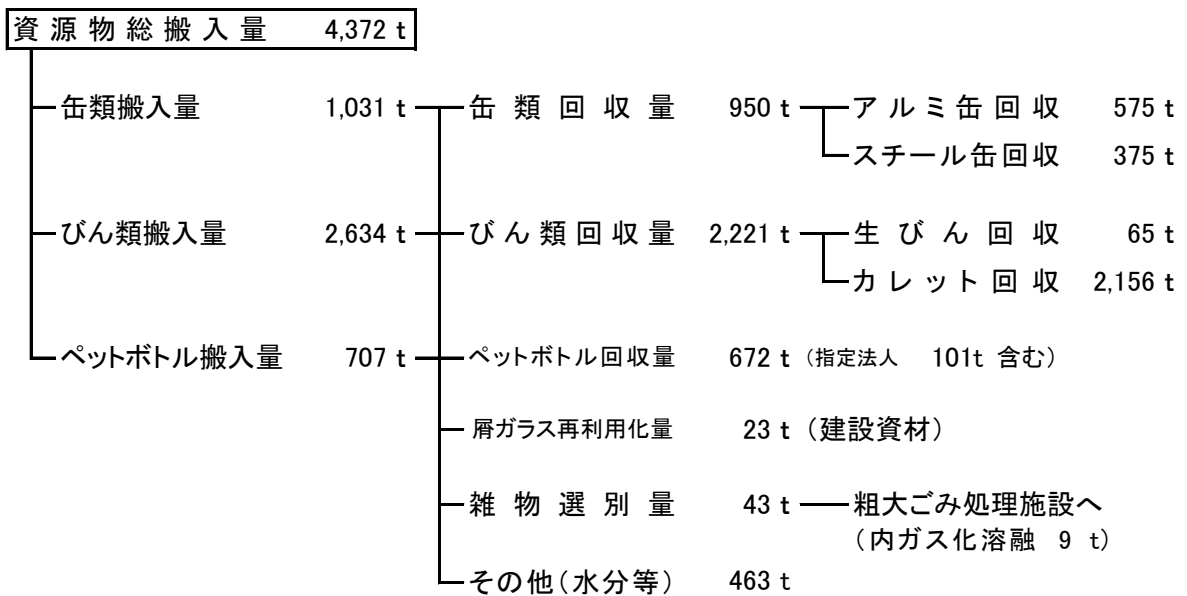 資源物総搬入量 4,372 t
缶類搬入量 1,031 t 缶類回収量 950 t アルミ缶回収 575 t
スチール缶回収 375 t
びん類搬入量 2,634 t びん類回収量 2,221 t 生びん回収 65 t
カレット回収 2,156 t
ペットボトル搬入量 707 t ペットボトル回収量 672 t （指定法人 101t 含む）
屑ガラス再利用化量 23 t （建設資材）
雑物選別量 43 t 粗大ごみ処理施設へ
（内ガス化溶融 9 t）
その他（水分等） 463 t